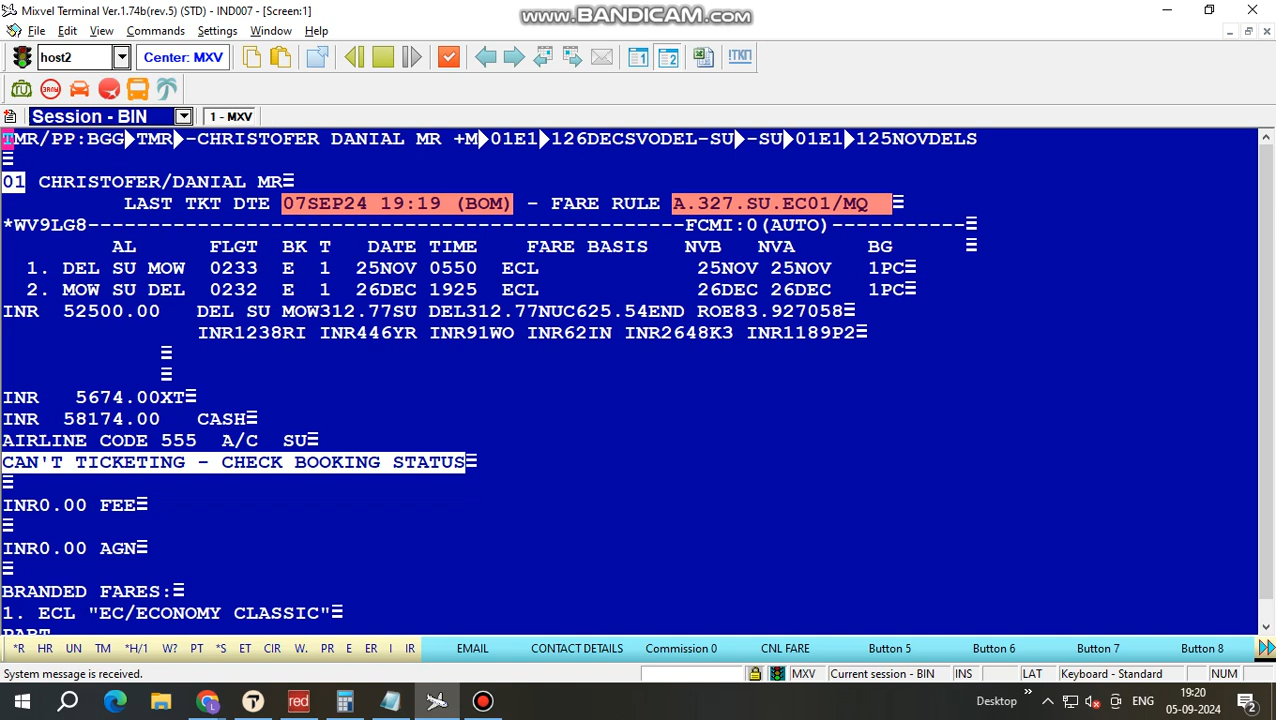 Mixvel Terminal Ver.1.74b(rev.5) (STD) - IND007 - [Screen:1]
www.BANDICAM.com
File Edit View Commands Settings Window Help
host2 Center: MXV 1 2 !TKП
ЗВЛУ
Session - BIN 1 - MXV
TMR/PP:BGG▶TMR▶-CHRISTOFER DANIAL MR +M▶01E1▶126DECSVODEL-SU▶-SU▶01E1▶125NOVDELS
01 CHRISTOFER/DANIAL MR
LAST TKT DTE 07SEP24 19:19 (BOM) - FARE RULE A.327.SU.EC01/MQ
*WV9LG8-------------------------------------------------FCMI:0(AUTO)-----------
AL FLGT BK T DATE TIME FARE BASIS NVB NVA BG
1. DEL SU MOW 0233 E 1 25NOV 0550 ECL 25NOV 25NOV 1PC
2. MOW SU DEL 0232 E 1 26DEC 1925 ECL 26DEC 26DEC 1PC
INR 52500.00 DEL SU MOW312.77SU DEL312.77NUC625.54END ROE83.927058
INR1238RI INR446YR INR91WO INR62IN INR2648K3 INR1189P2
INR 5674.00XT
INR 58174.00 CASH
AIRLINE CODE 555 A/C SU
CAN'T TICKETING - CHECK BOOKING STATUS
INR0.00 FEE
INR0.00 AGN
BRANDED FARES:
1. ECL "EC/ECONOMY CLASSIC"
PART
*R HR UN TM *H/1 W? PT *S ET CIR W. PR E ER I IR EMAIL CONTACT DETAILS Commission 0 CNL FARE Button 5 Button 6 Button 7 Button 8
System message is received. MXV Current session - BIN INS LAT Keyboard - Standard NUM
red Desktop ENG 19:20
05-09-2024 2